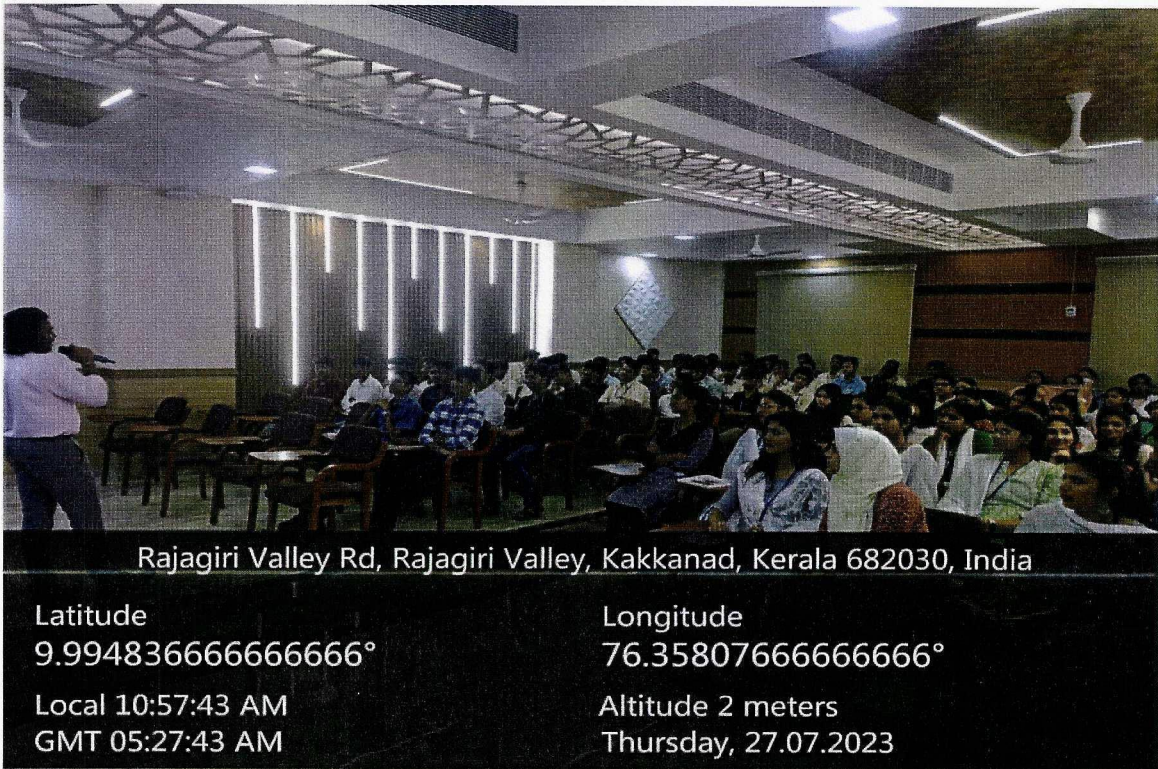 Rajagiri Valley Rd, Rajagiri Valley, Kakkanad, Kerala 682030, India
Latitude
9.994836666666666°
Longitude
76.35807666666666°
Local 10:57:43 AM
GMT 05:27:43 AM
Altitude 2 meters
Thursday, 27.07.2023